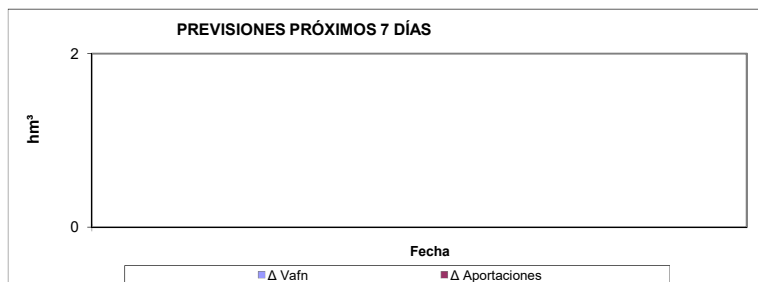 PREVISIONES PRÓXIMOS 7 DÍAS
2
hm³
0
Fecha
Δ Vafn Δ Aportaciones